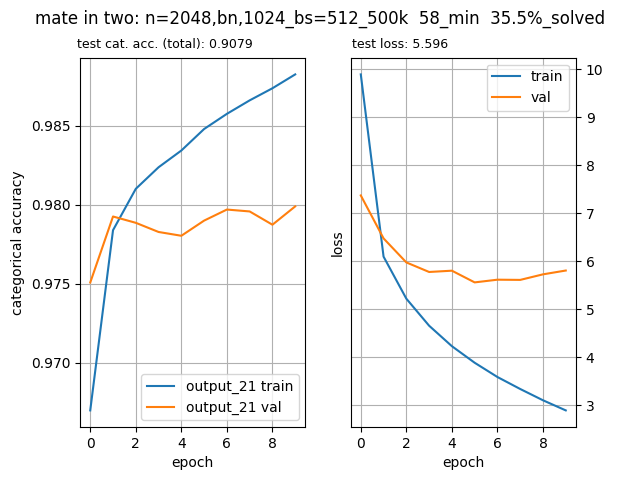 mate in two: n=2048,bn,1024_bs=512_500k  58_min  35.5%_solved
test cat. acc. (total): 0.9079
categorical accuracy
0.985
0.980
0.975
0.970
output_21 train
output_21 val
0 2 4 6 8
epoch
test loss: 5.596
loss
train
val
10
9
8
7
6
5
4
3
0 2 4 6 8
epoch